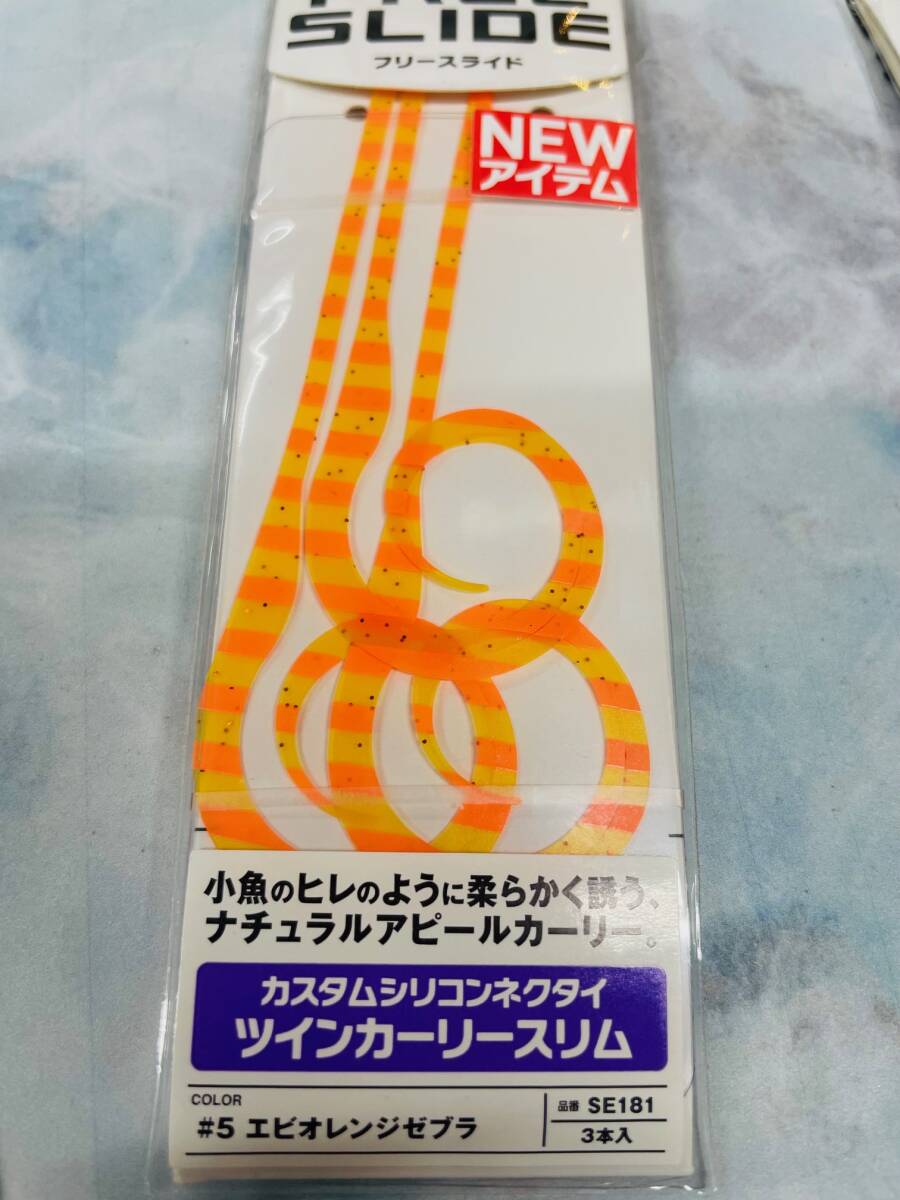 FREE
SLIDE
フリースライド
NEW
アイテム
小魚のヒレのように柔らかく誘う、
ナチュラルアピールカーリー。
カスタムシリコンネクタイ
ツインカーリースリム
COLOR
#5 エビオレンジゼブラ
品番 SE181
3本入